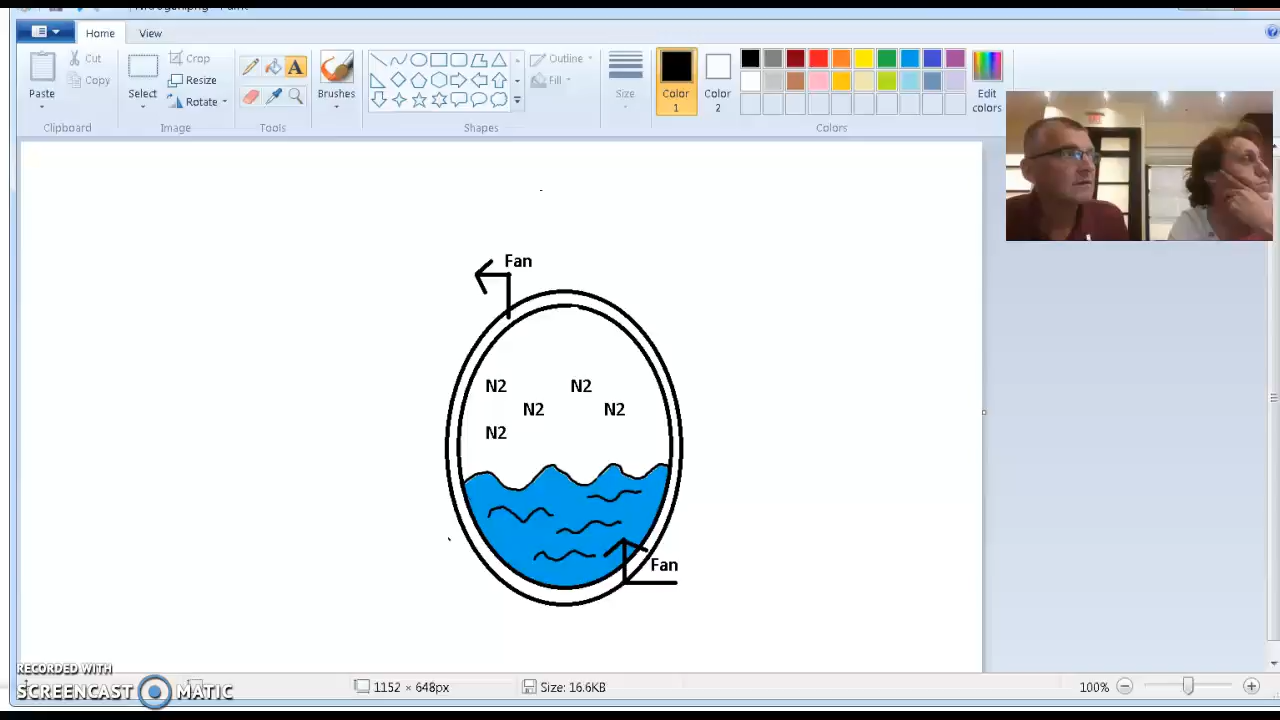 Home
View
Paste
Cut
Copy
Clipboard
Select
Crop
Resize
Rotate
Image
A
Tools
Brushes
Outline
Fill
Shapes
Size
Color
1
Color
2
Edit
colors
Colors
Fan
N2 N2
N2 N2
N2
Fan
RECORDED WITH
SCREENCAST MATIC
1152 × 648px
Size: 16.6KB
100%